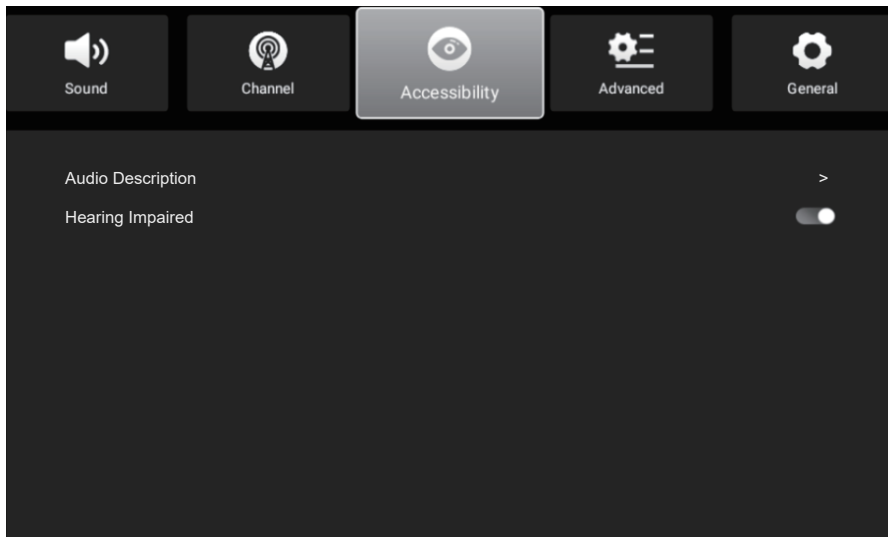 Sound
Channel
Accessibility
Advanced
General
Audio Description >
Hearing Impaired